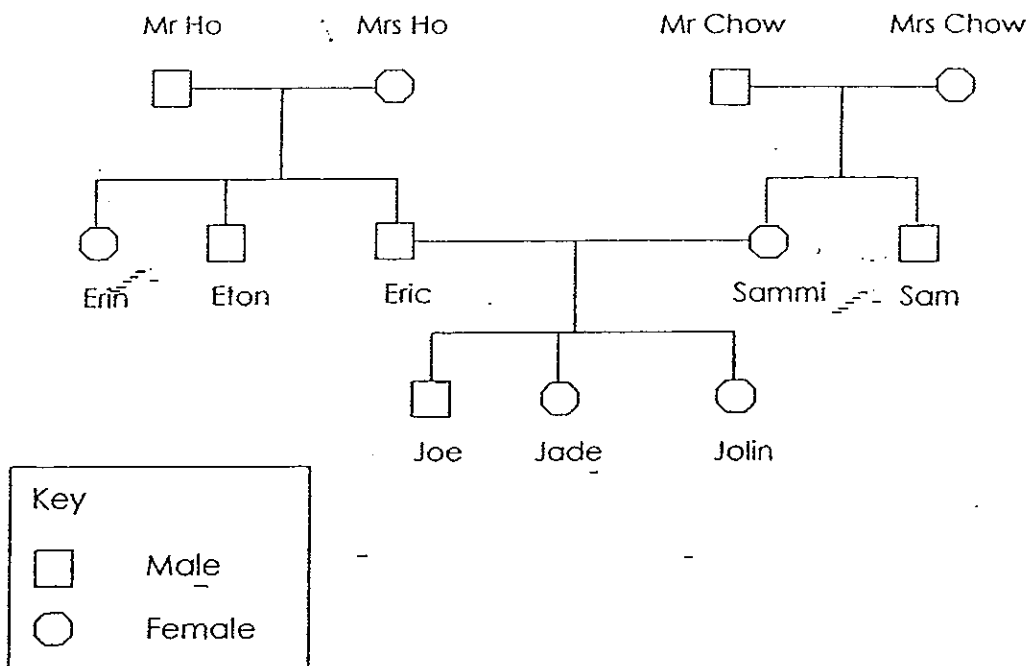 Mr Ho Mrs Ho Mr Chow Mrs Chow
Erin Eton Eric Sammi Sam
Joe Jade Jolin
Key
Male
Female